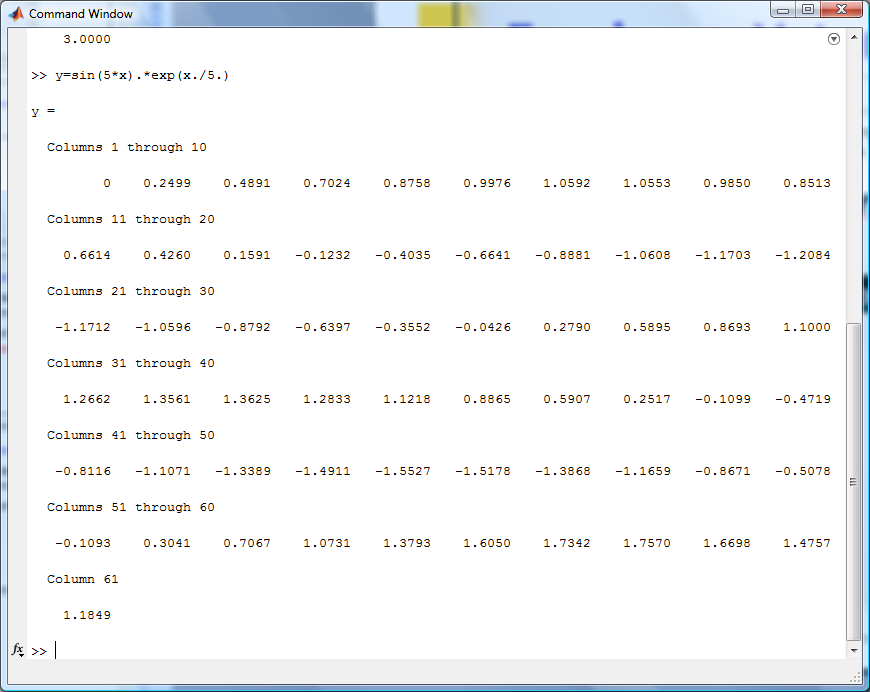 Command Window
3.0000
>> y=sin(5*x).*exp(x./5.)
y =
Columns 1 through 10
0 0.2499 0.4891 0.7024 0.8758 0.9976 1.0592 1.0553 0.9850 0.8513
Columns 11 through 20
0.6614 0.4260 0.1591 -0.1232 -0.4035 -0.6641 -0.8881 -1.0608 -1.1703 -1.2084
Columns 21 through 30
-1.1712 -1.0596 -0.8792 -0.6397 -0.3552 -0.0426 0.2790 0.5895 0.8693 1.1000
Columns 31 through 40
1.2662 1.3561 1.3625 1.2833 1.1218 0.8865 0.5907 0.2517 -0.1099 -0.4719
Columns 41 through 50
-0.8116 -1.1071 -1.3389 -1.4911 -1.5527 -1.5178 -1.3868 -1.1659 -0.8671 -0.5078
Columns 51 through 60
-0.1093 0.3041 0.7067 1.0731 1.3793 1.6050 1.7342 1.7570 1.6698 1.4757
Column 61
1.1849
fx >>